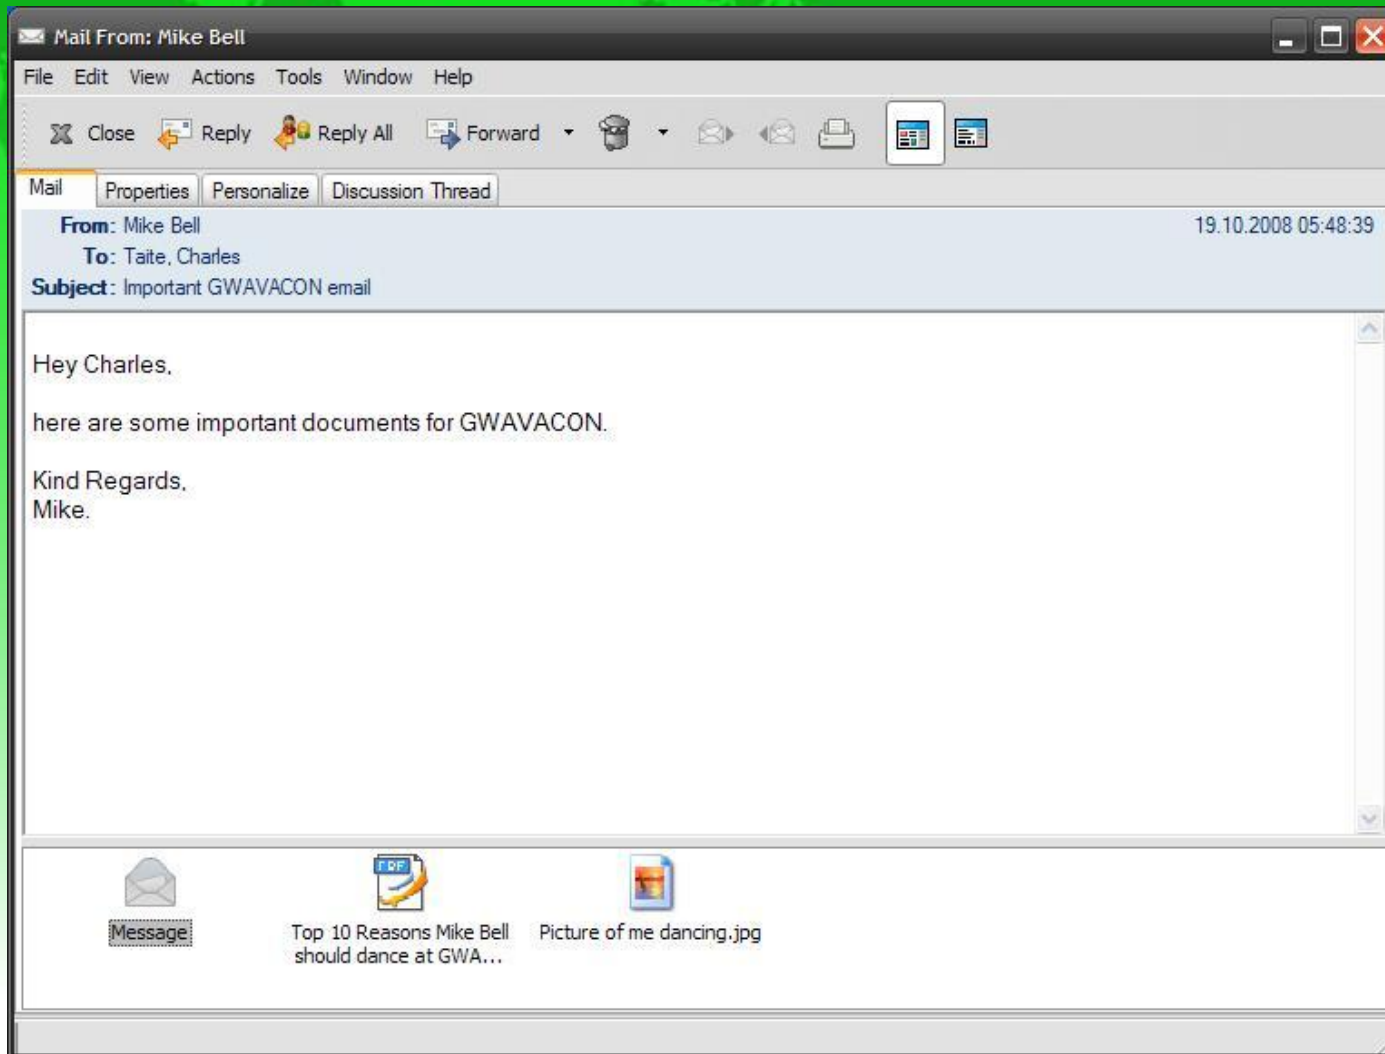 Mail From: Mike Bell
File Edit View Actions Tools Window Help
Close Reply Reply All Forward
Mail Properties Personalize Discussion Thread
From: Mike Bell 19.10.2008 05:48:39
To: Taite, Charles
Subject: Important GWAVACON email
Hey Charles,
here are some important documents for GWAVACON.
Kind Regards,
Mike.
PDF
Message Top 10 Reasons Mike Bell Picture of me dancing.jpg
should dance at GWA...